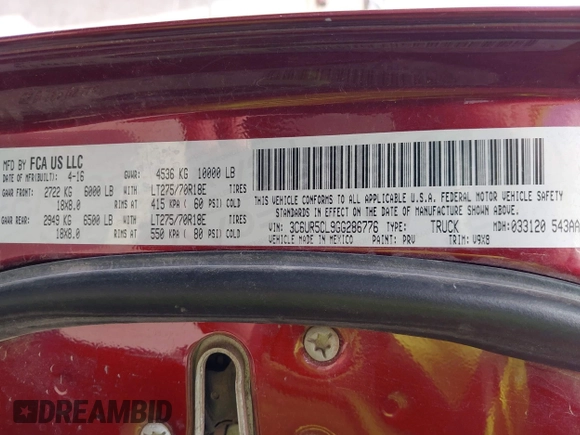 MFD BY FCA US LLC
DATE OF MFR(BUILT): 4-16 GVWR: 4536 KG 10000 LB
GAWR FRONT: 2722 KG 6000 LB WITH LT275/70R18E TIRES
18X8.0 RIMS AT 415 KPA ( 60 PSI) COLD
GAWR REAR: 2949 KG 6500 LB WITH LT275/70R18E TIRES
18X8.0 RIMS AT 550 KPA ( 80 PSI) COLD
THIS VEHICLE CONFORMS TO ALL APPLICABLE U.S.A. FEDERAL MOTOR VEHICLE SAFETY
STANDARDS IN EFFECT ON THE DATE OF MANUFACTURE SHOWN ABOVE
VIN: 3C6UR5CL9GG286776 TYPE: TRUCK MDH: 033120 543AA
VEHICLE MADE IN MEXICO PAINT: PRV TRIM: V9X8
DREAMBID